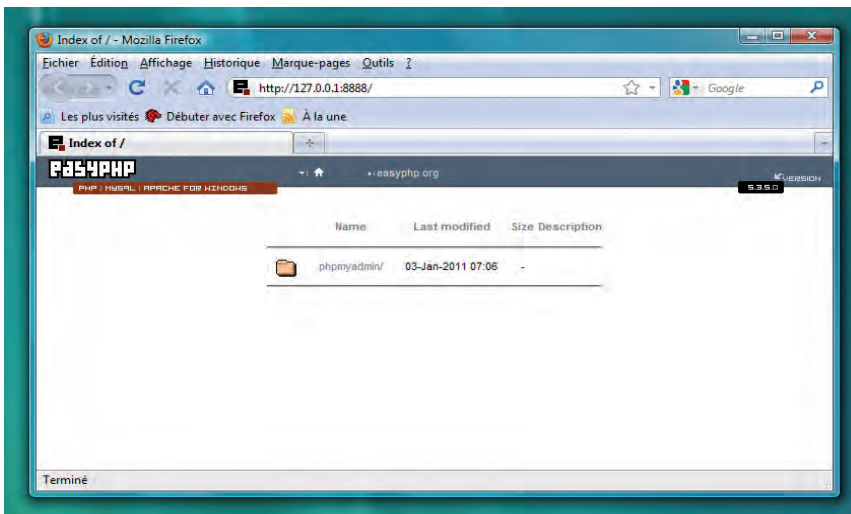 Index of / - Mozilla Firefox
Fichier Édition Affichage Historique Marque-pages Outils ?
http://127.0.0.1:8888/ Google
Les plus visités Débuter avec Firefox À la une
Index of /
easyphp easyphp.org VERSION
PHP | MYSQL | APACHE FOR WINDOWS 5.3.5.0
Name Last modified Size Description
phpmyadmin/ 03-Jan-2011 07:06 -
Terminé